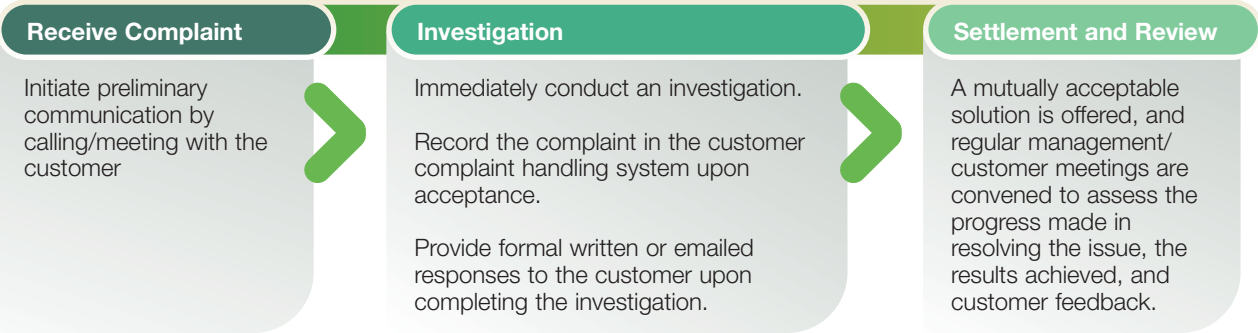 Receive Complaint
Initiate preliminary
communication by
calling/meeting with the
customer
Investigation
Immediately conduct an investigation.
Record the complaint in the customer
complaint handling system upon
acceptance.
Provide formal written or emailed
responses to the customer upon
completing the investigation.
Settlement and Review
A mutually acceptable
solution is offered, and
regular management/
customer meetings are
convened to assess the
progress made in
resolving the issue, the
results achieved, and
customer feedback.